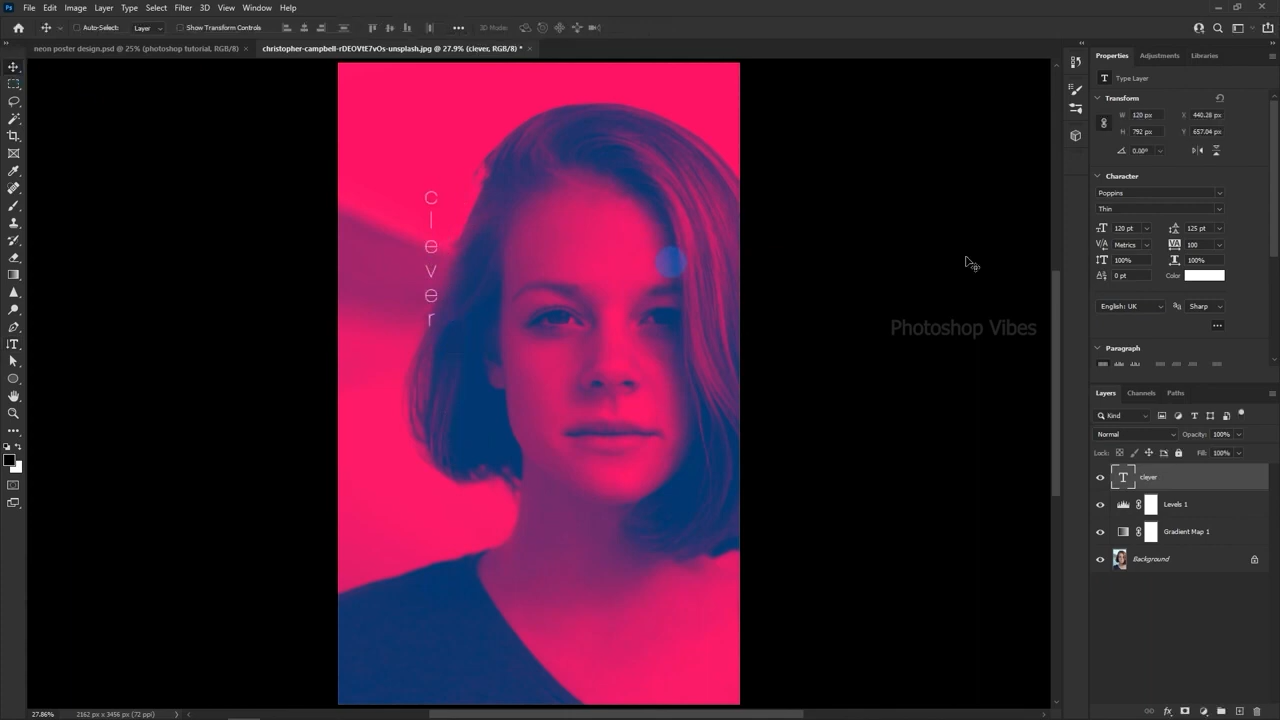 File Edit Image Layer Type Select Filter 3D View Window Help
Auto-Select: Layer Show Transform Controls 3D Mode:
neon poster design.psd @ 25% (photoshop tutorial, RGB/8) × christopher-campbell-rDEOVtE7vOs-unsplash.jpg @ 27.9% (clever, RGB/8) * ×
Properties Adjustments Libraries
T Type Layer
Transform
W 120 px X 440.28 px
H 792 px Y 657.04 px
0.00°
Character
Poppins
Thin
120 pt 125 pt
Metrics 100
100% 100%
0 pt Color
English: UK Sharp
Paragraph
c
l
e
v
e
r
Photoshop Vibes
Layers Channels Paths
Kind
Normal Opacity: 100%
Lock: Fill: 100%
T clever
Levels 1
Gradient Map 1
Background
27.86% 2162 px x 3456 px (72 ppi)